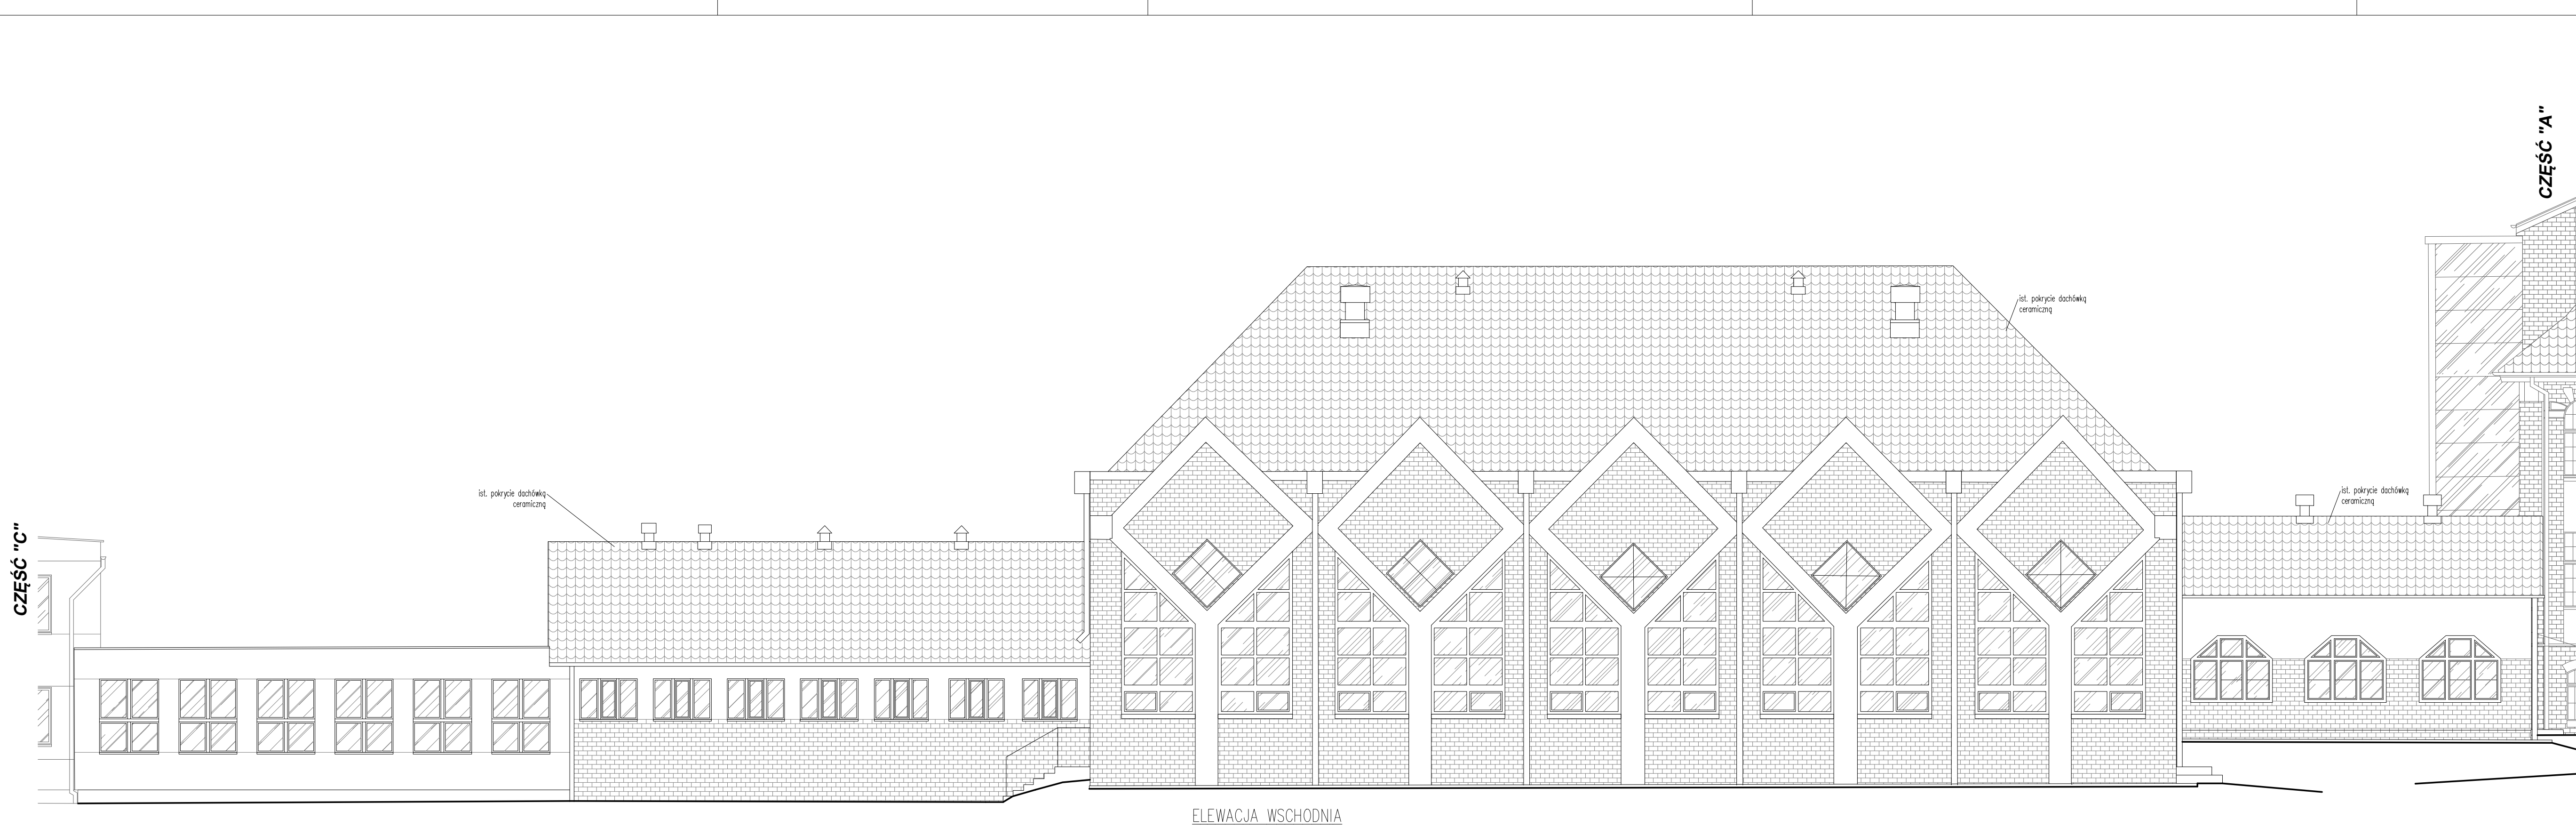 CZĘŚĆ "A"
ist. pokrycie dachówką
ceramiczną
ist. pokrycie dachówką
ceramiczną
ist. pokrycie dachówką
ceramiczną
CZĘŚĆ "C"
ELEWACJA WSCHODNIA